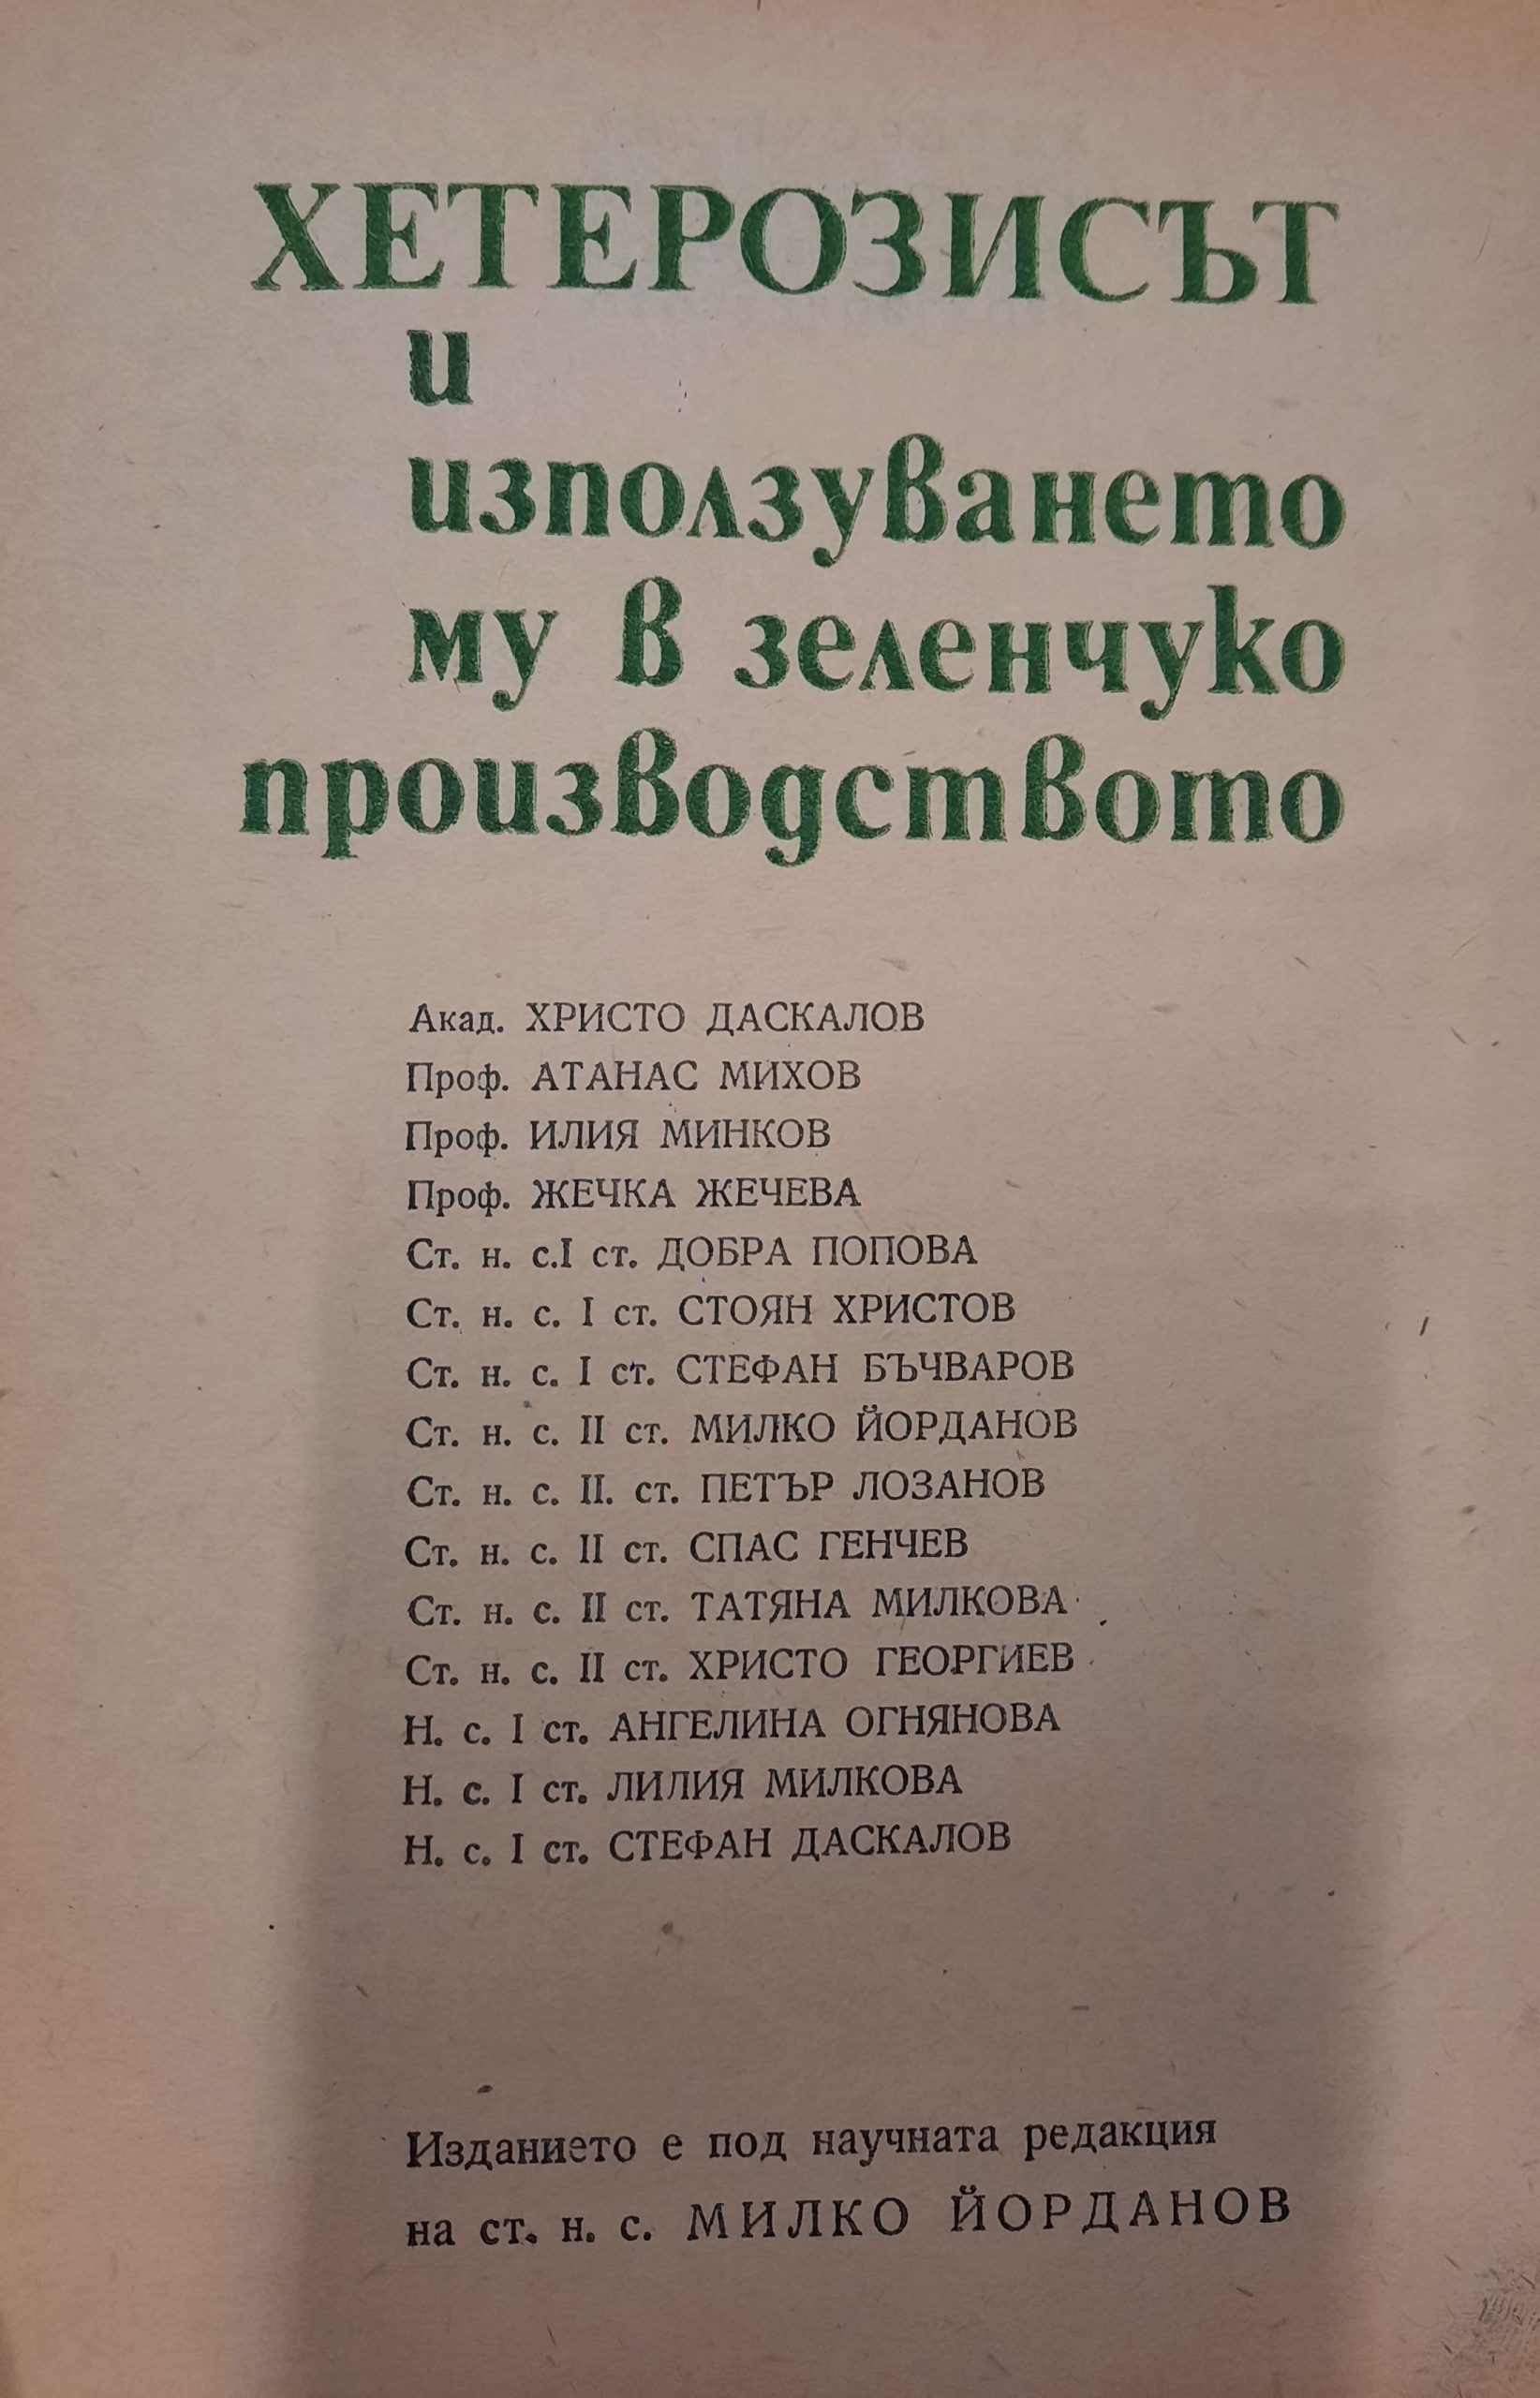 ХЕТЕРОЗИСЪТ
и
използуването
му в зеленчуко
производството
Акад. ХРИСТО ДАСКАЛОВ
Проф. АТАНАС МИХОВ
Проф. ИЛИЯ МИНКОВ
Проф. ЖЕЧКА ЖЕЧЕВА
Ст. н. с.I ст. ДОБРА ПОПОВА
Ст. н. с. I ст. СТОЯН ХРИСТОВ
Ст. н. с. I ст. СТЕФАН БЪЧВАРОВ
Ст. н. с. II ст. МИЛКО ЙОРДАНОВ
Ст. н. с. II. ст. ПЕТЪР ЛОЗАНОВ
Ст. н. с. II ст. СПАС ГЕНЧЕВ
Ст. н. с. II ст. ТАТЯНА МИЛКОВА
Ст. н. с. II ст. ХРИСТО ГЕОРГИЕВ
Н. с. I ст. АНГЕЛИНА ОГНЯНОВА
Н. с. I ст. ЛИЛИЯ МИЛКОВА
Н. с. I ст. СТЕФАН ДАСКАЛОВ
Изданието е под научната редакция
на ст. н. с. МИЛКО ЙОРДАНОВ